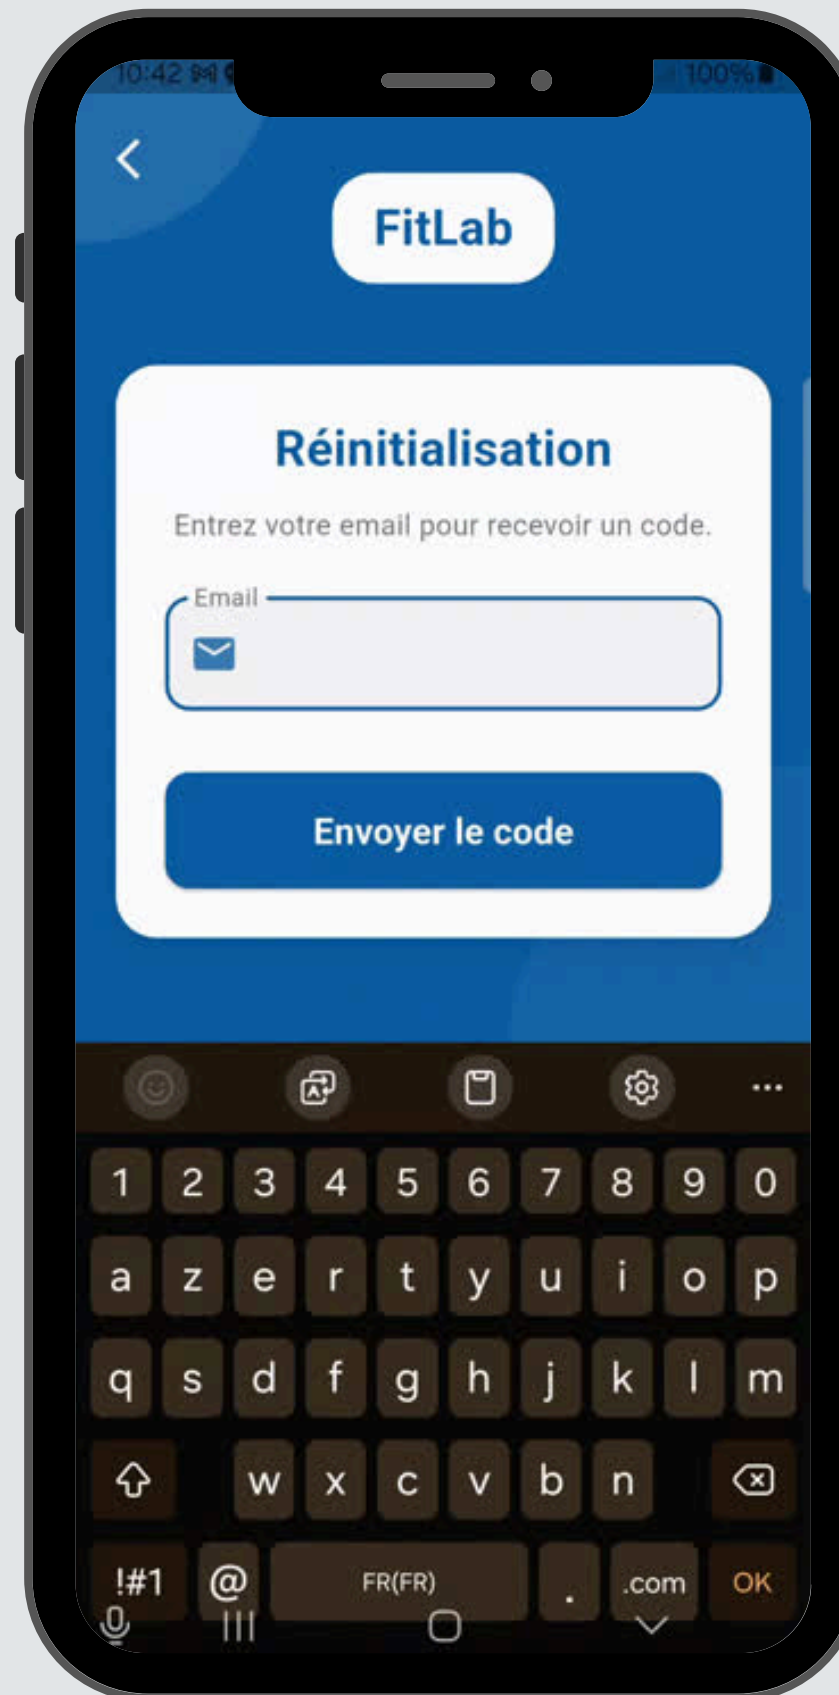 10:42
100%
FitLab
Réinitialisation
Entrez votre email pour recevoir un code.
Email
Envoyer le code
1 2 3 4 5 6 7 8 9 0
a z e r t y u i o p
q s d f g h j k l m
w x c v b n
!#1 @ FR(FR) . .com OK